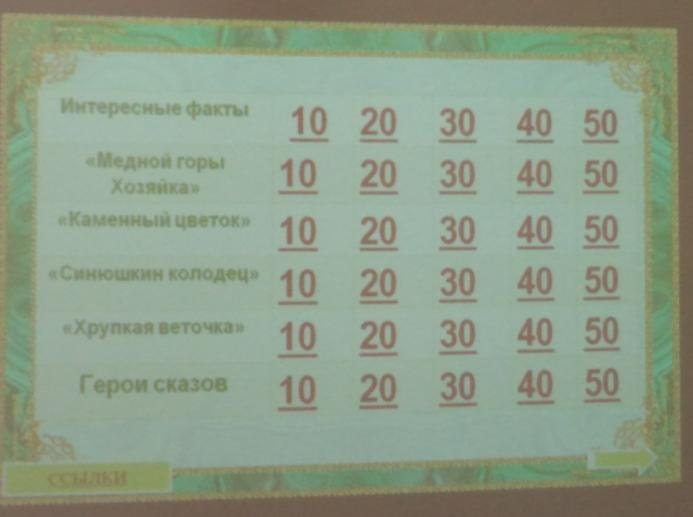 Интересные факты 10 20 30 40 50
«Медной горы
Хозяйка» 10 20 30 40 50
«Каменный цветок» 10 20 30 40 50
«Синюшкин колодец» 10 20 30 40 50
«Хрупкая веточка» 10 20 30 40 50
Герои сказов 10 20 30 40 50
ССЫЛКИ